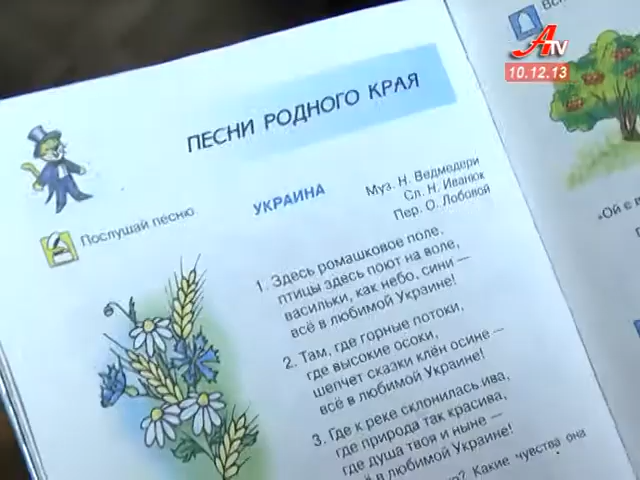 ATV
10.12.13
ПЕСНИ РОДНОГО КРАЯ
Послушай песню
УКРАИНА
Муз. Н. Ведмедери
Сл. Н. Иванюк
Пер. О. Лобовой
1. Здесь ромашковое поле,
птицы здесь поют на воле,
васильки, как небо, сини —
всё в любимой Украине!
2. Там, где горные потоки,
где высокие осоки,
шепчет сказки клён осине —
всё в любимой Украине!
3. Где к реке склонилась ива,
где природа так красива,
где душа твоя и ныне —
всё в любимой Украине!
? Какие чувства она
«Ой є в